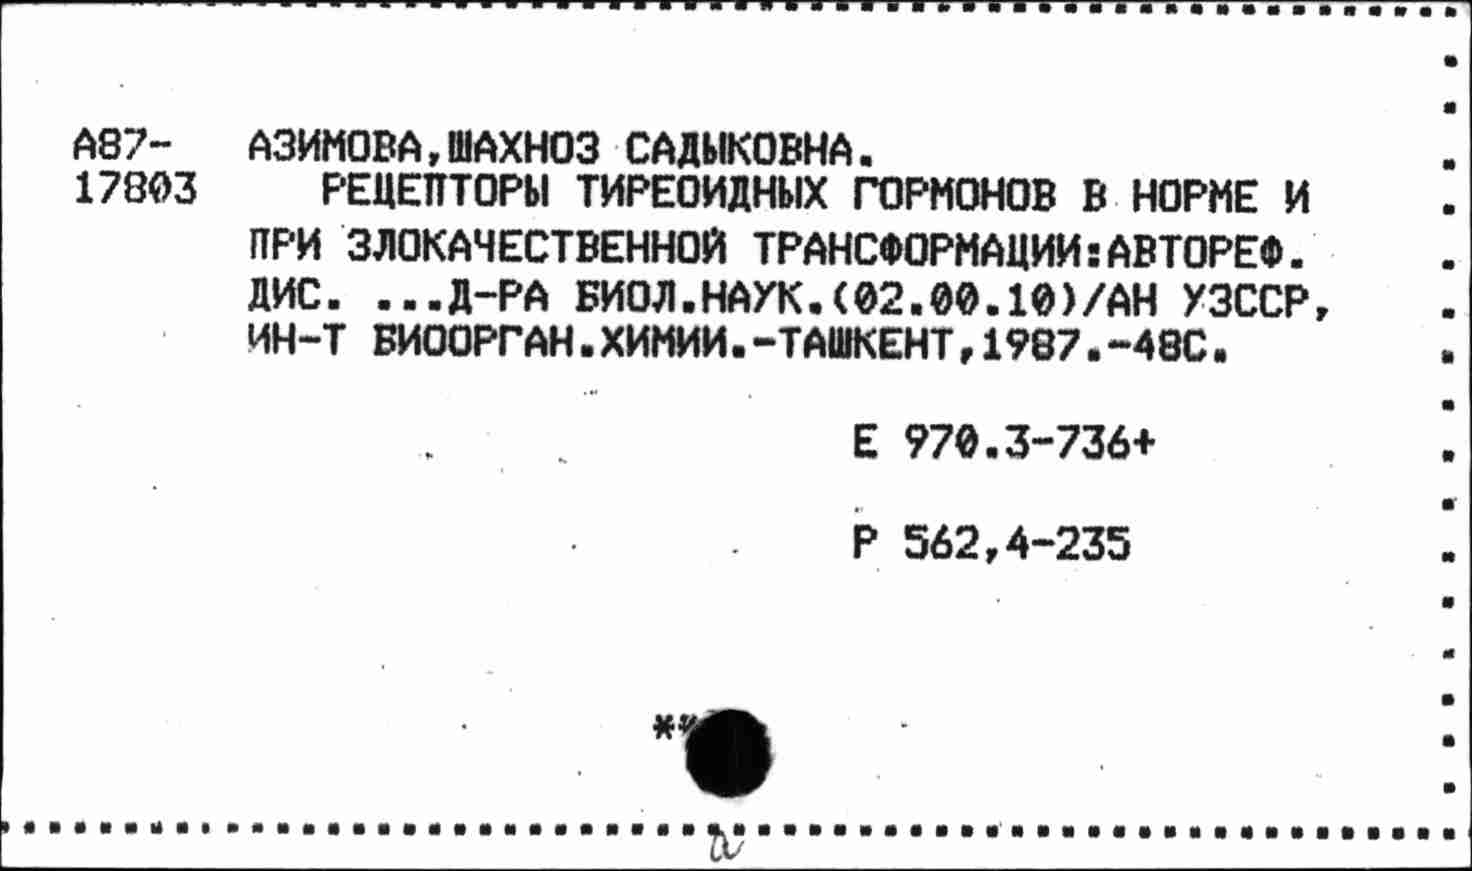 А87-    АЗИМОВА,ШАХНОЗ САДЫКОВНА.
17803    РЕЦЕПТОРЫ ТИРЕОИДНЫХ ГОРМОНОВ В НОРМЕ И
ПРИ ЗЛОКАЧЕСТВЕННОЙ ТРАНСФОРМАЦИИ:АВТОРЕФ.
ДИС. ...Д-РА БИОЛ.НАУК.(02.00.10)/АН УЗССР,
ИН-Т БИООРГАН.ХИМИИ.-ТАШКЕНТ,1987.-48С.
Е 970.3-736+
Р 562,4-235